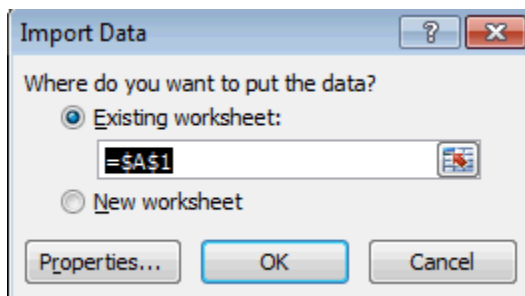 Import Data
?
Where do you want to put the data?
Existing worksheet:
=$A$1
New worksheet
Properties... OK Cancel